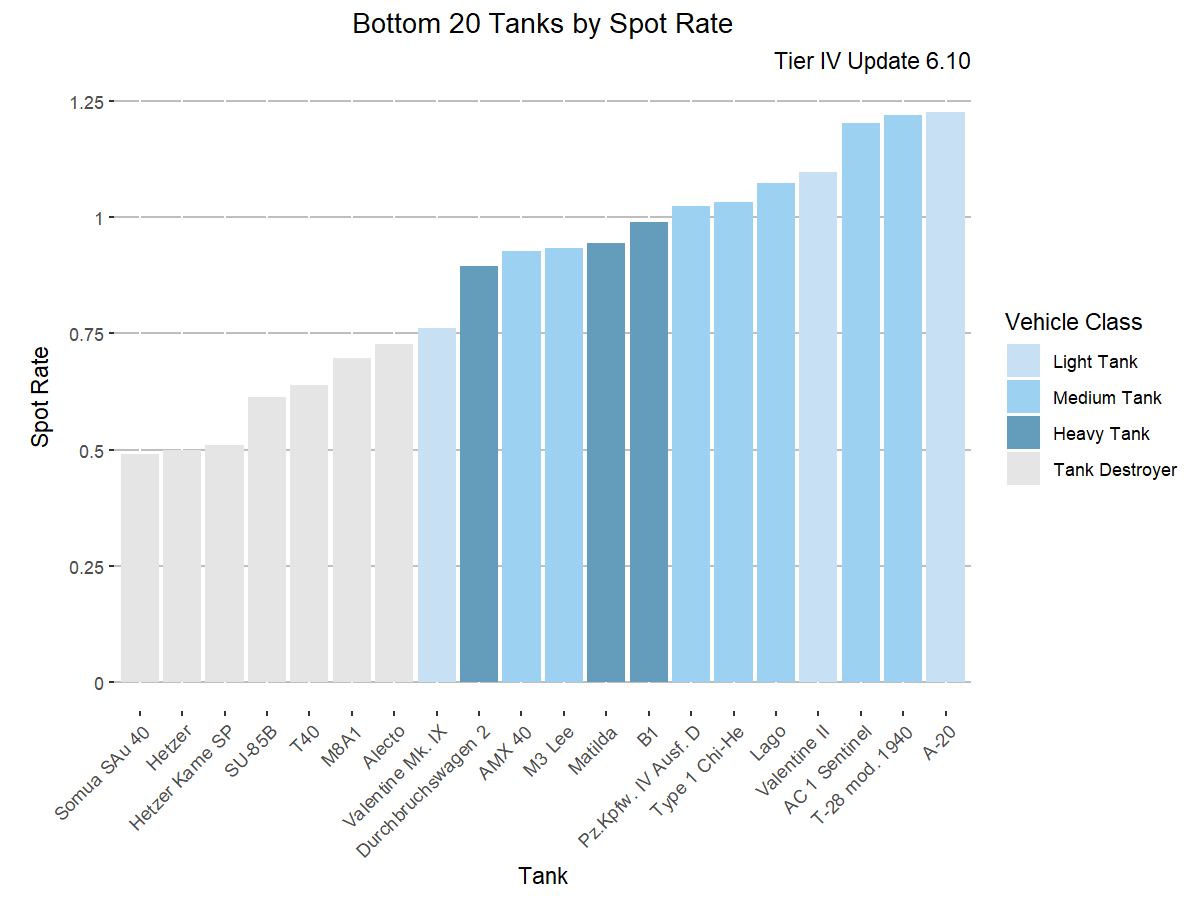 Bottom 20 Tanks by Spot Rate
Tier IV Update 6.10
1.25
1
0.75
0.5
0.25
0
Spot Rate
Somua SAu 40
Hetzer
Hetzer Kame SP
SU-85B
T40
M8A1
Alecto
Valentine Mk. IX
Durchbruchswagen 2
AMX 40
M3 Lee
Matilda
B1
Pz.Kpfw. IV Ausf. D
Type 1 Chi-He
Lago
Valentine II
AC 1 Sentinel
T-28 mod. 1940
A-20
Tank
Vehicle Class
Light Tank
Medium Tank
Heavy Tank
Tank Destroyer